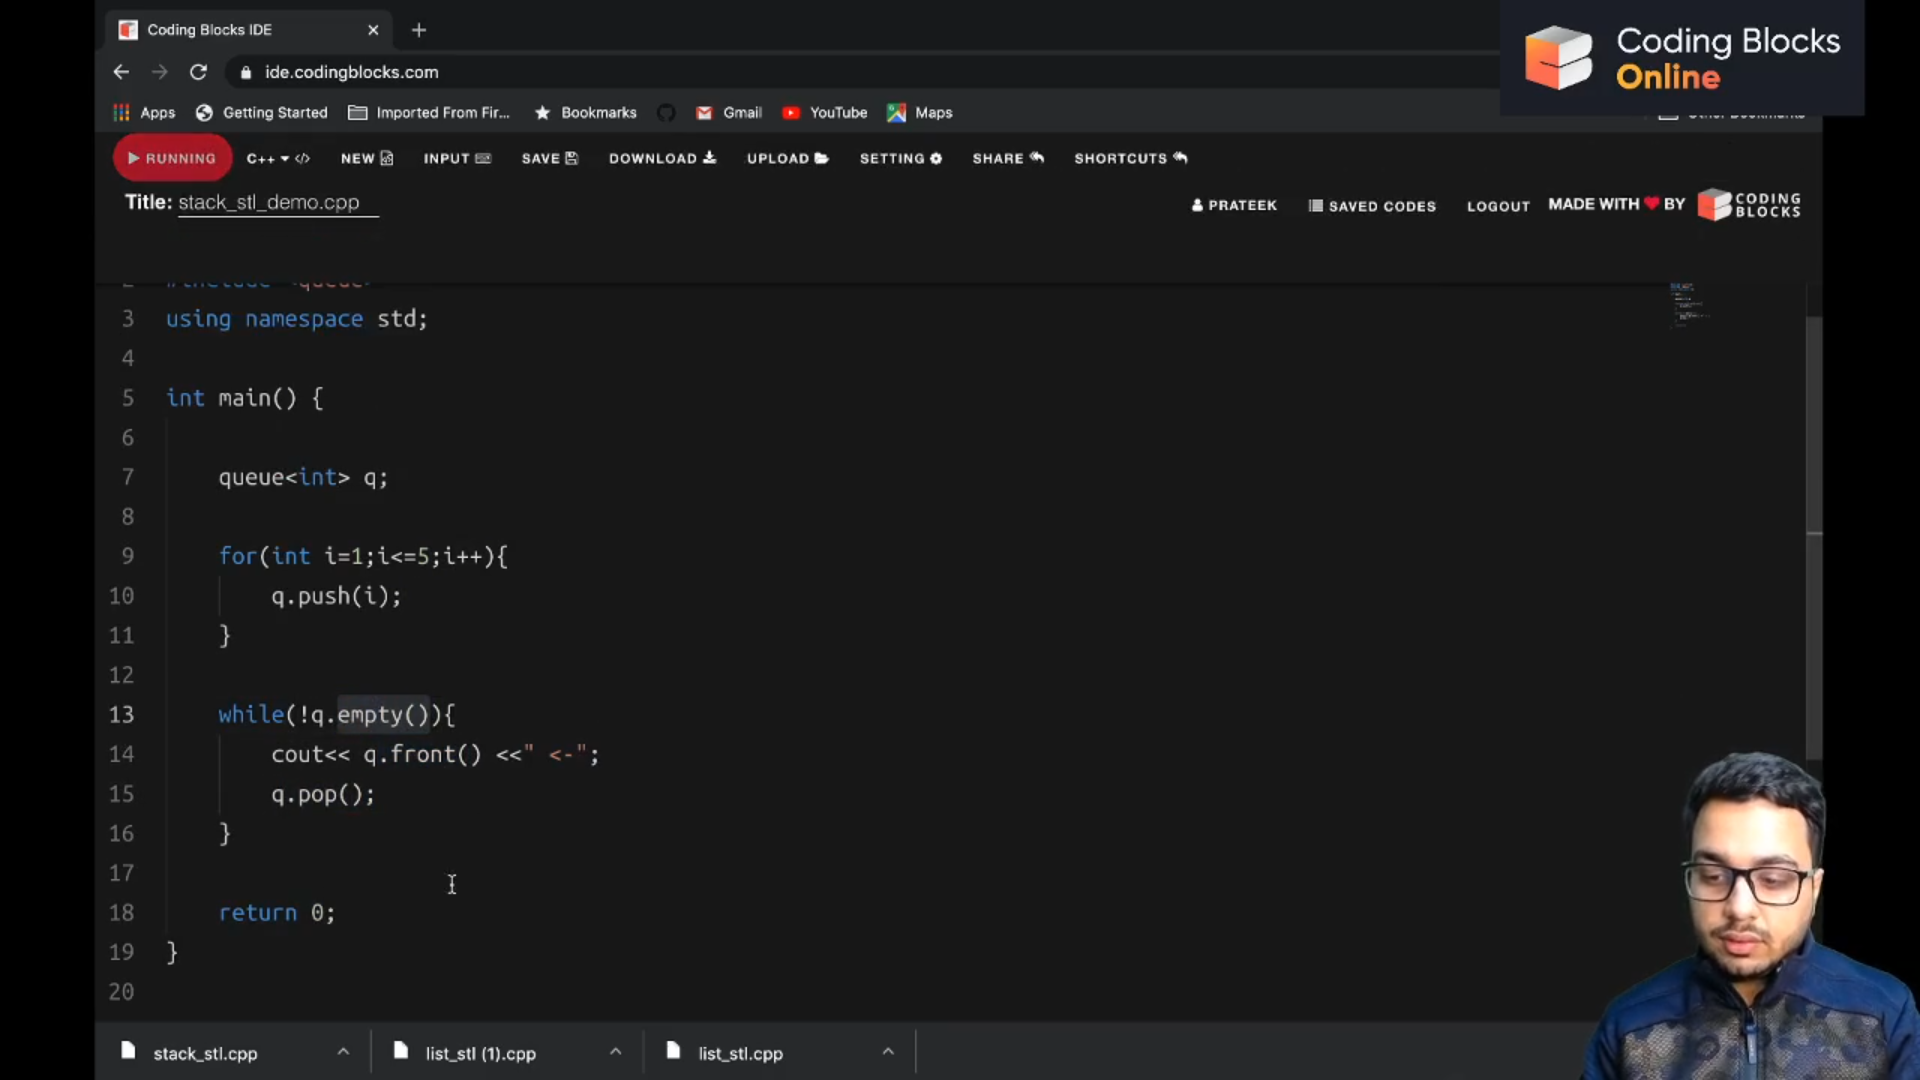 Coding Blocks IDE
Coding Blocks
Online
ide.codingblocks.com
Apps Getting Started Imported From Fir... Bookmarks Gmail YouTube Maps
RUNNING C++ NEW INPUT SAVE DOWNLOAD UPLOAD SETTING SHARE SHORTCUTS
Title: stack_stl_demo.cpp
PRATEEK SAVED CODES LOGOUT MADE WITH BY CODING BLOCKS
2 #include <queue>
3 using namespace std;
4
5 int main() {
6
7 queue<int> q;
8
9 for(int i=1;i<=5;i++){
10 q.push(i);
11 }
12
13 while(!q.empty()){
14 cout<< q.front() <<" <-";
15 q.pop();
16 }
17
18 return 0;
19 }
20
stack_stl.cpp list_stl (1).cpp list_stl.cpp